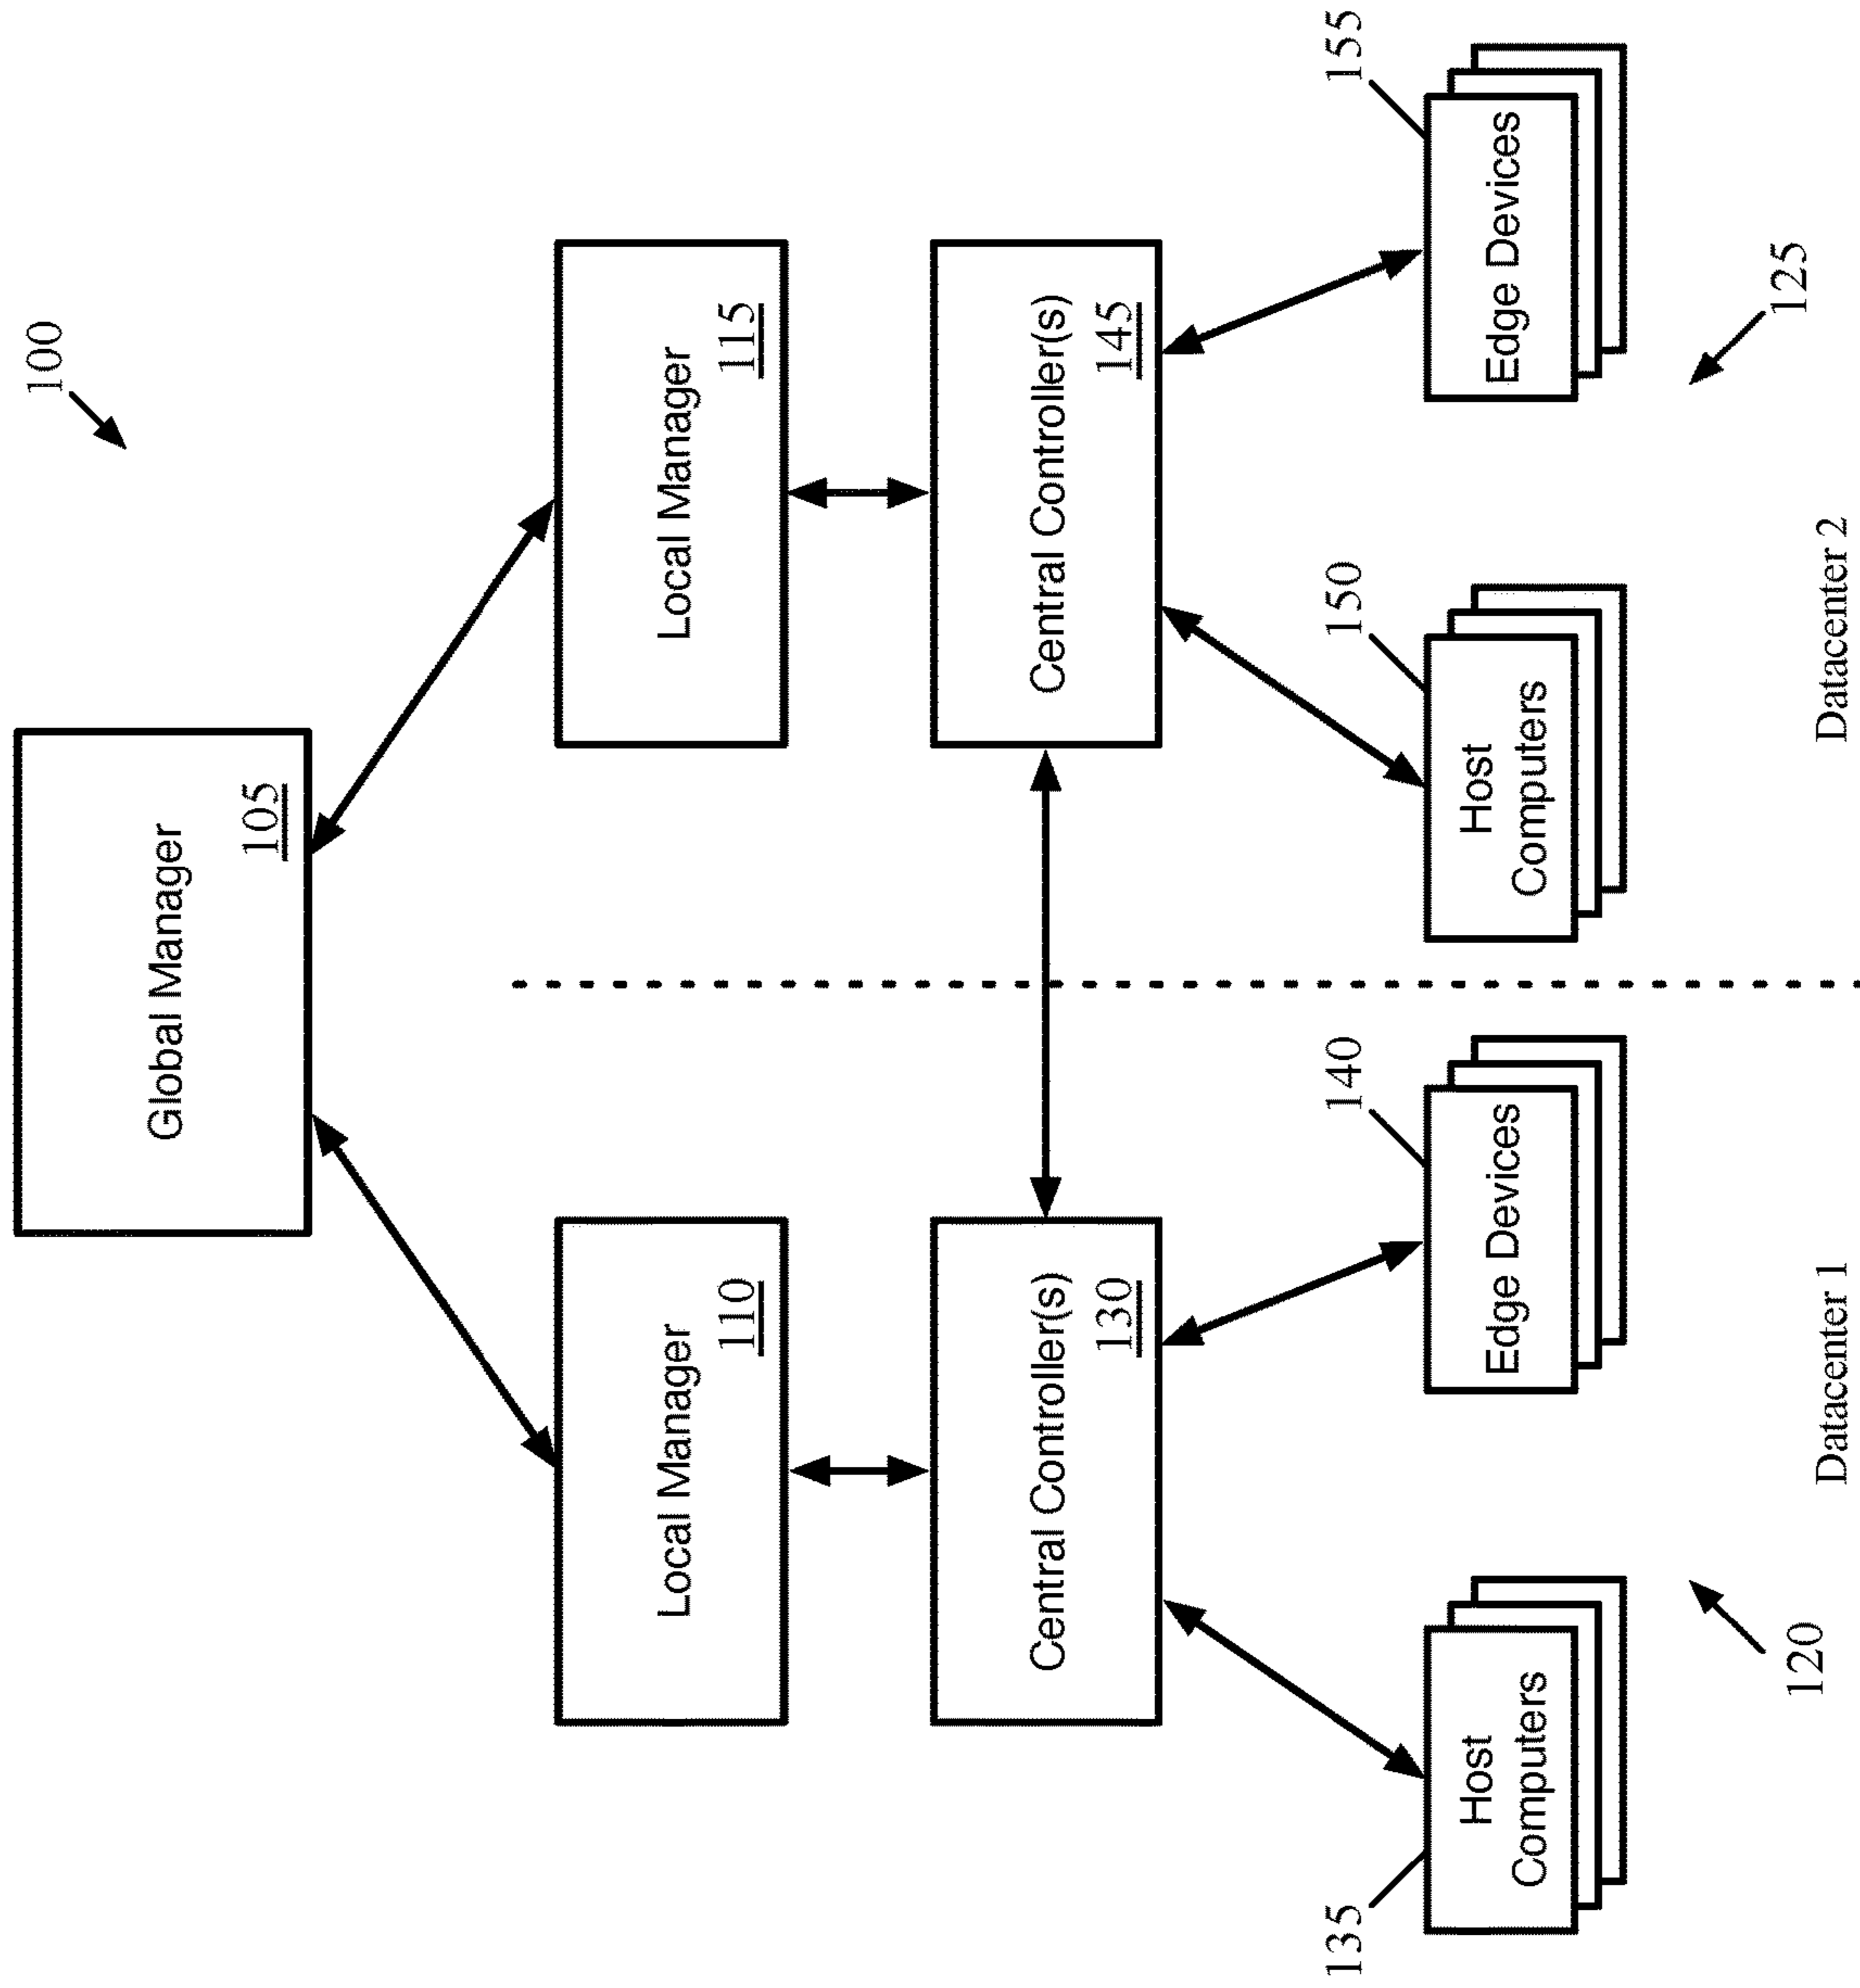 100
Global Manager
105
Local Manager
110
Local Manager
115
Central Controller(s)
130
Central Controller(s)
145
135
Host
Computers
140
Edge Devices
150
Host
Computers
155
Edge Devices
120
125
Datacenter 1
Datacenter 2